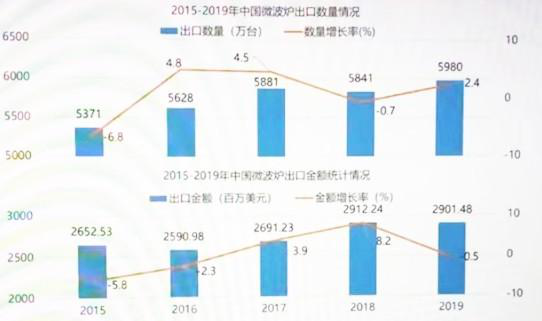 2015-2019年中国微波炉出口数量情况
出口数量（万台） 数量增长率(%)
6500 10
6000 0
5500
5000 -10
5371 5628 5881 5841 5980
-6.8 4.8 4.5 -0.7 2.4
2015-2019年中国微波炉出口金额统计情况
出口金额（百万美元） 金额增长率（%）
3000 10
2500 0
2000 -10
2652.53 2590.98 2691.23 2912.24 2901.48
-5.8 -2.3 3.9 8.2 -0.5
2015 2016 2017 2018 2019